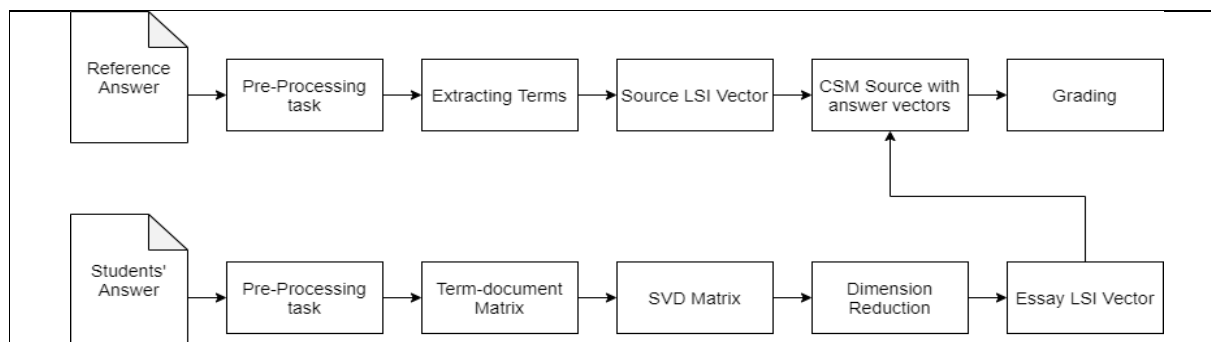 Reference
Answer
Pre-Processing
task
Extracting Terms
Source LSI Vector
CSM Source with
answer vectors
Grading
Students'
Answer
Pre-Processing
task
Term-document
Matrix
SVD Matrix
Dimension
Reduction
Essay LSI Vector